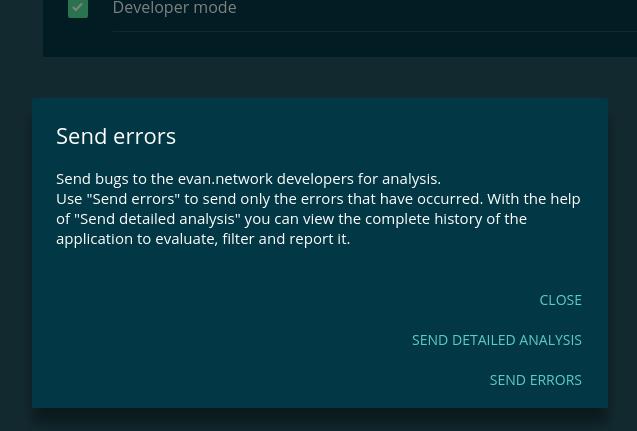 Developer mode
Send errors
Send bugs to the evan.network developers for analysis.
Use "Send errors" to send only the errors that have occurred. With the help
of "Send detailed analysis" you can view the complete history of the
application to evaluate, filter and report it.
CLOSE
SEND DETAILED ANALYSIS
SEND ERRORS